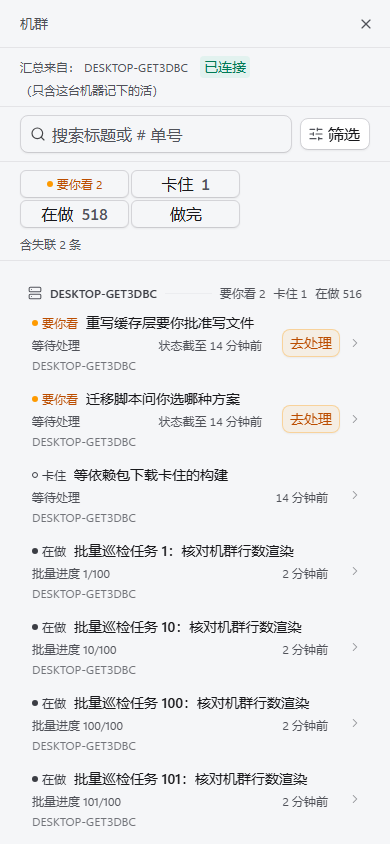 机群
汇总来自： DESKTOP-GET3DBC 已连接
（只含这台机器记下的活）
搜索标题或 # 单号
筛选
要你看 2
卡住 1
在做 518
做完
含失联 2 条
DESKTOP-GET3DBC 要你看 2 卡住 1 在做 516
要你看 重写缓存层要你批准写文件
等待处理 状态截至 14 分钟前
去处理
DESKTOP-GET3DBC
要你看 迁移脚本问你选哪种方案
等待处理 状态截至 14 分钟前
去处理
DESKTOP-GET3DBC
卡住 等依赖包下载卡住的构建
等待处理 14 分钟前
DESKTOP-GET3DBC
在做 批量巡检任务 1：核对机群行数渲染
批量进度 1/100 2 分钟前
DESKTOP-GET3DBC
在做 批量巡检任务 10：核对机群行数渲染
批量进度 10/100 2 分钟前
DESKTOP-GET3DBC
在做 批量巡检任务 100：核对机群行数渲染
批量进度 100/100 2 分钟前
DESKTOP-GET3DBC
在做 批量巡检任务 101：核对机群行数渲染
批量进度 101/100 2 分钟前
DESKTOP-GET3DBC